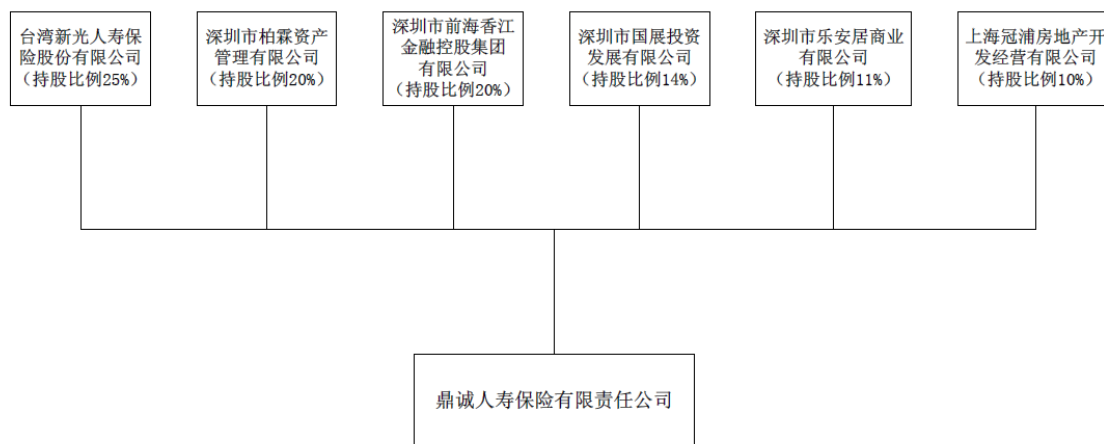 台湾新光人寿保
险股份有限公司
（持股比例25%）
深圳市柏霖资产
管理有限公司
（持股比例20%）
深圳市前海香江
金融控股集团
有限公司
（持股比例20%）
深圳市国展投资
发展有限公司
（持股比例14%）
深圳市乐安居商业
有限公司
（持股比例11%）
上海冠浦房地产开
发经营有限公司
（持股比例10%）
鼎诚人寿保险有限责任公司